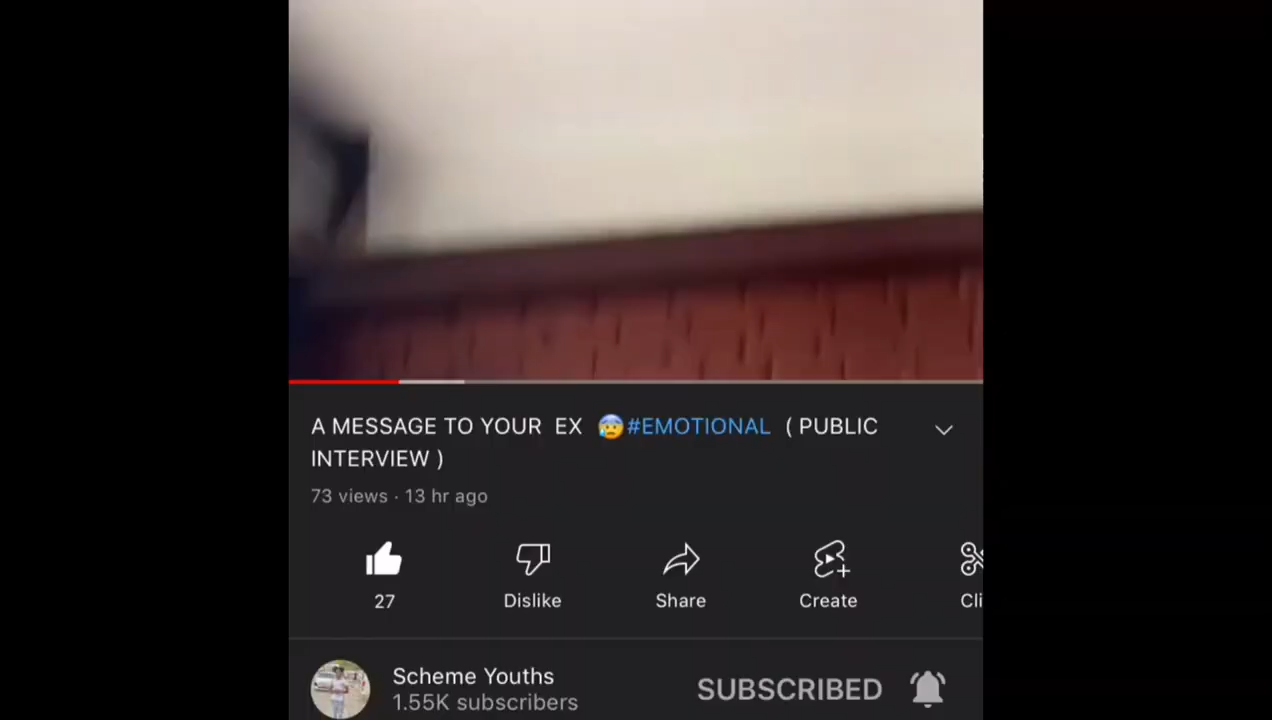 A MESSAGE TO YOUR EX 😰#EMOTIONAL ( PUBLIC
INTERVIEW )
73 views · 13 hr ago
27
Dislike
Share
Create
Cli
Scheme Youths
1.55K subscribers
SUBSCRIBED